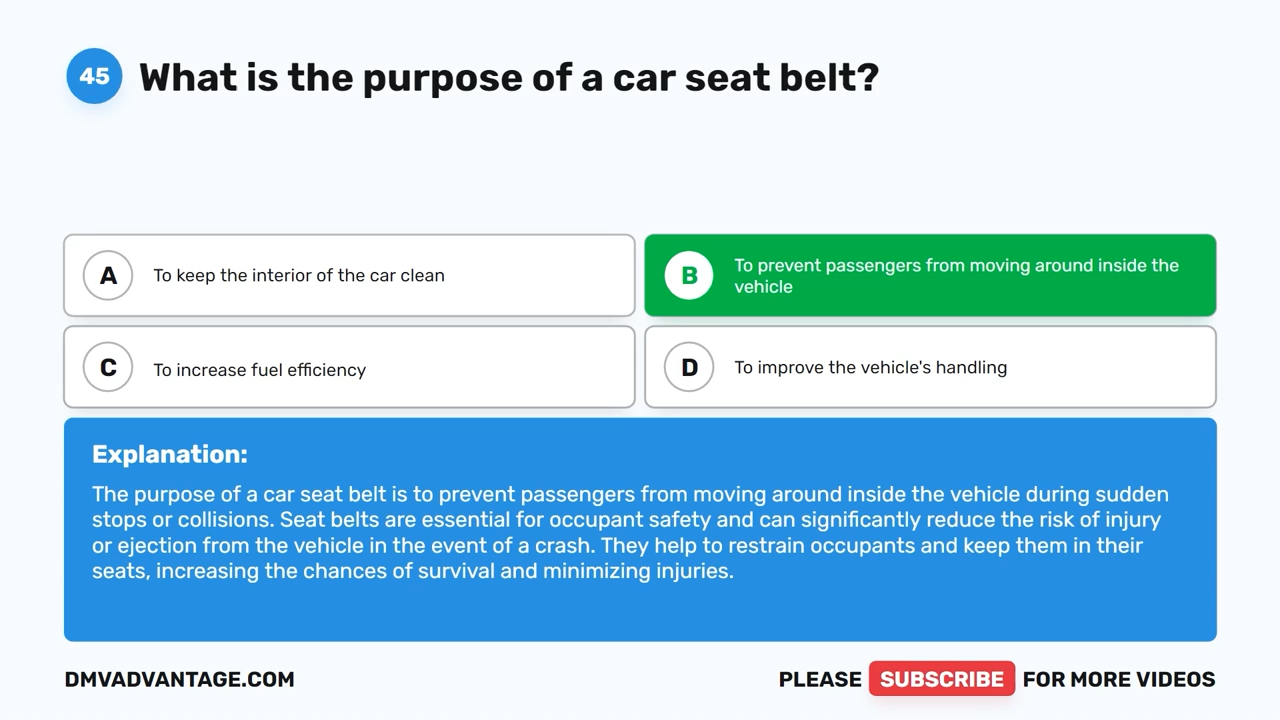 45
What is the purpose of a car seat belt?
A
To keep the interior of the car clean
B
To prevent passengers from moving around inside the
vehicle
C
To increase fuel efficiency
D
To improve the vehicle's handling
Explanation:
The purpose of a car seat belt is to prevent passengers from moving around inside the vehicle during sudden
stops or collisions. Seat belts are essential for occupant safety and can significantly reduce the risk of injury
or ejection from the vehicle in the event of a crash. They help to restrain occupants and keep them in their
seats, increasing the chances of survival and minimizing injuries.
DMVADVANTAGE.COM
PLEASE SUBSCRIBE FOR MORE VIDEOS